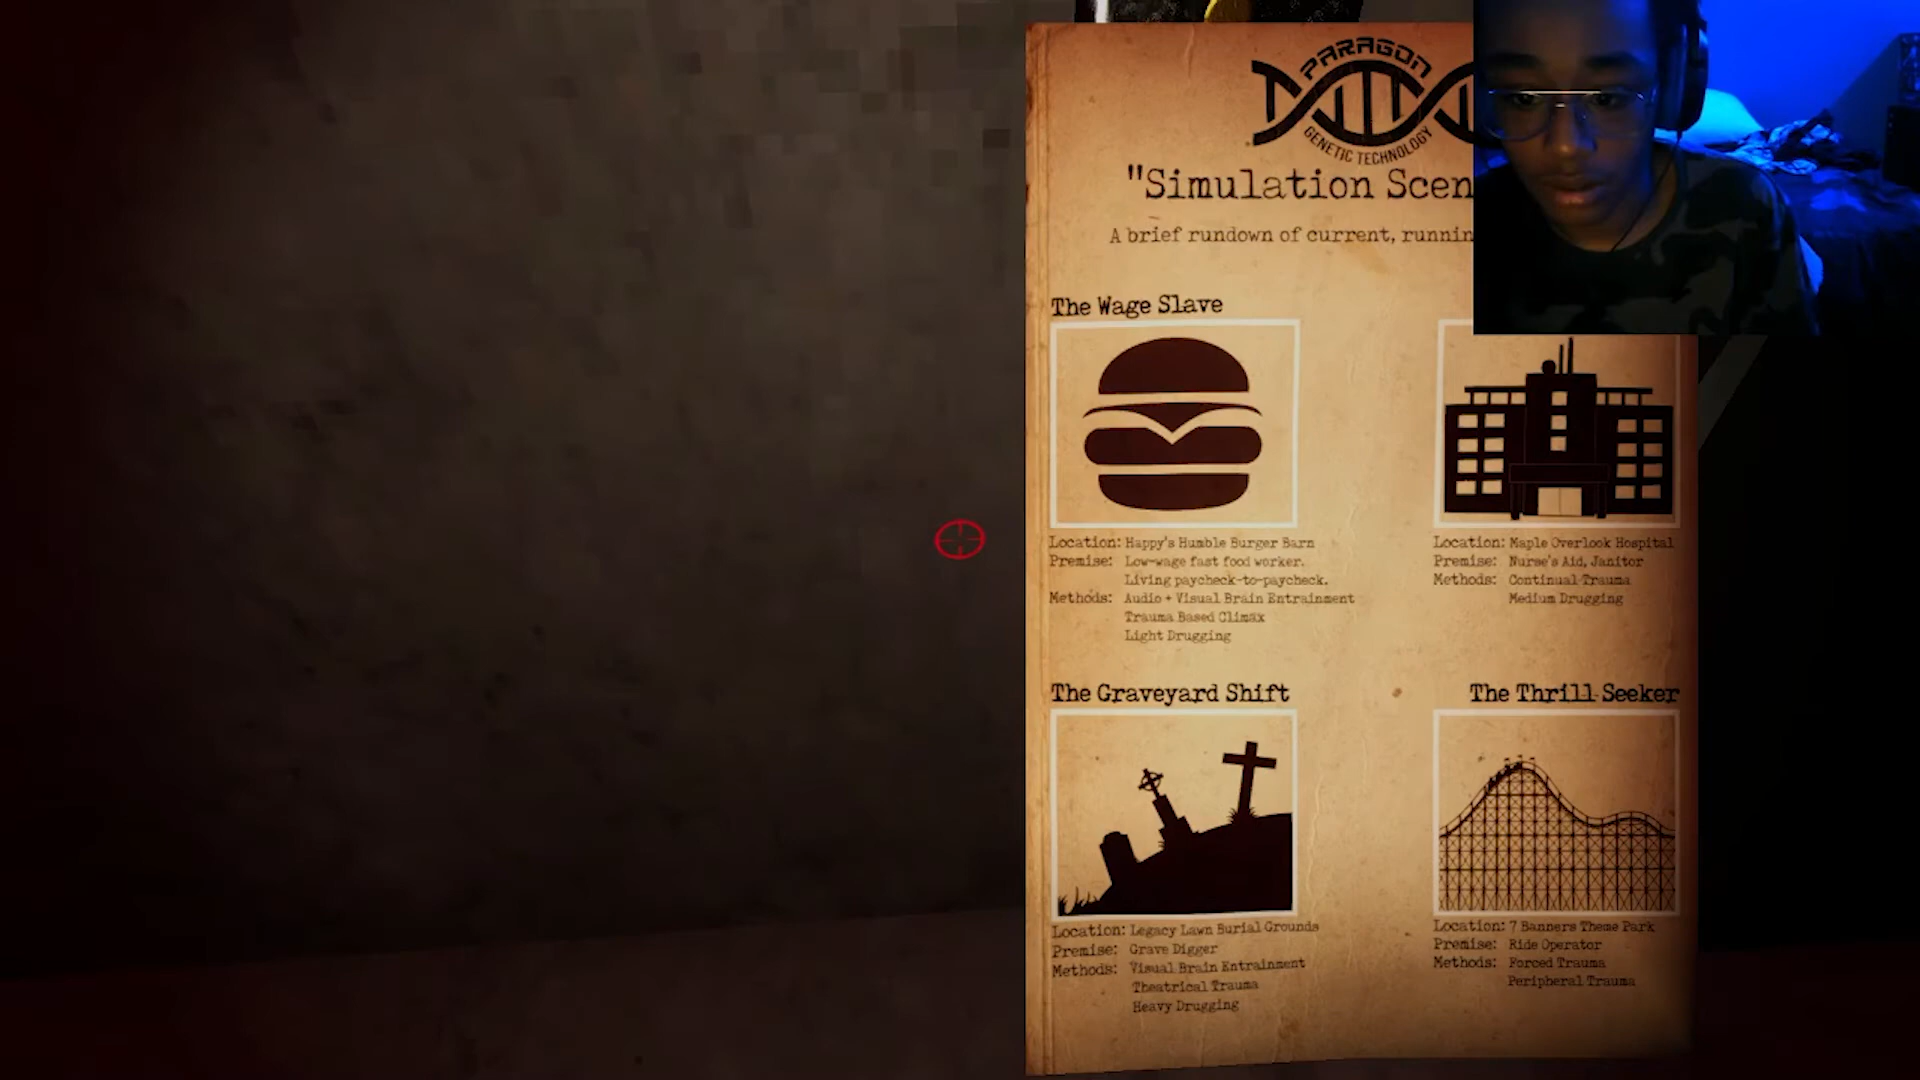 PARAGON
GENETIC TECHNOLOGY
"Simulation Scen
A brief rundown of current, runnin
The Wage Slave
Location: Happy's Humble Burger Barn
Premise: Low-wage fast food worker.
Living paycheck-to-paycheck.
Methods: Audio + Visual Brain Entrainment
Trauma Based Climax
Light Drugging
Location: Maple Overlook Hospital
Premise: Nurse's Aid, Janitor
Methods: Continual Trauma
Medium Drugging
The Graveyard Shift
Location: Legacy Lawn Burial Grounds
Premise: Grave Digger
Methods: Visual Brain Entrainment
Theatrical Trauma
Heavy Drugging
The Thrill Seeker
Location: 7 Banners Theme Park
Premise: Ride Operator
Methods: Forced Trauma
Peripheral Trauma